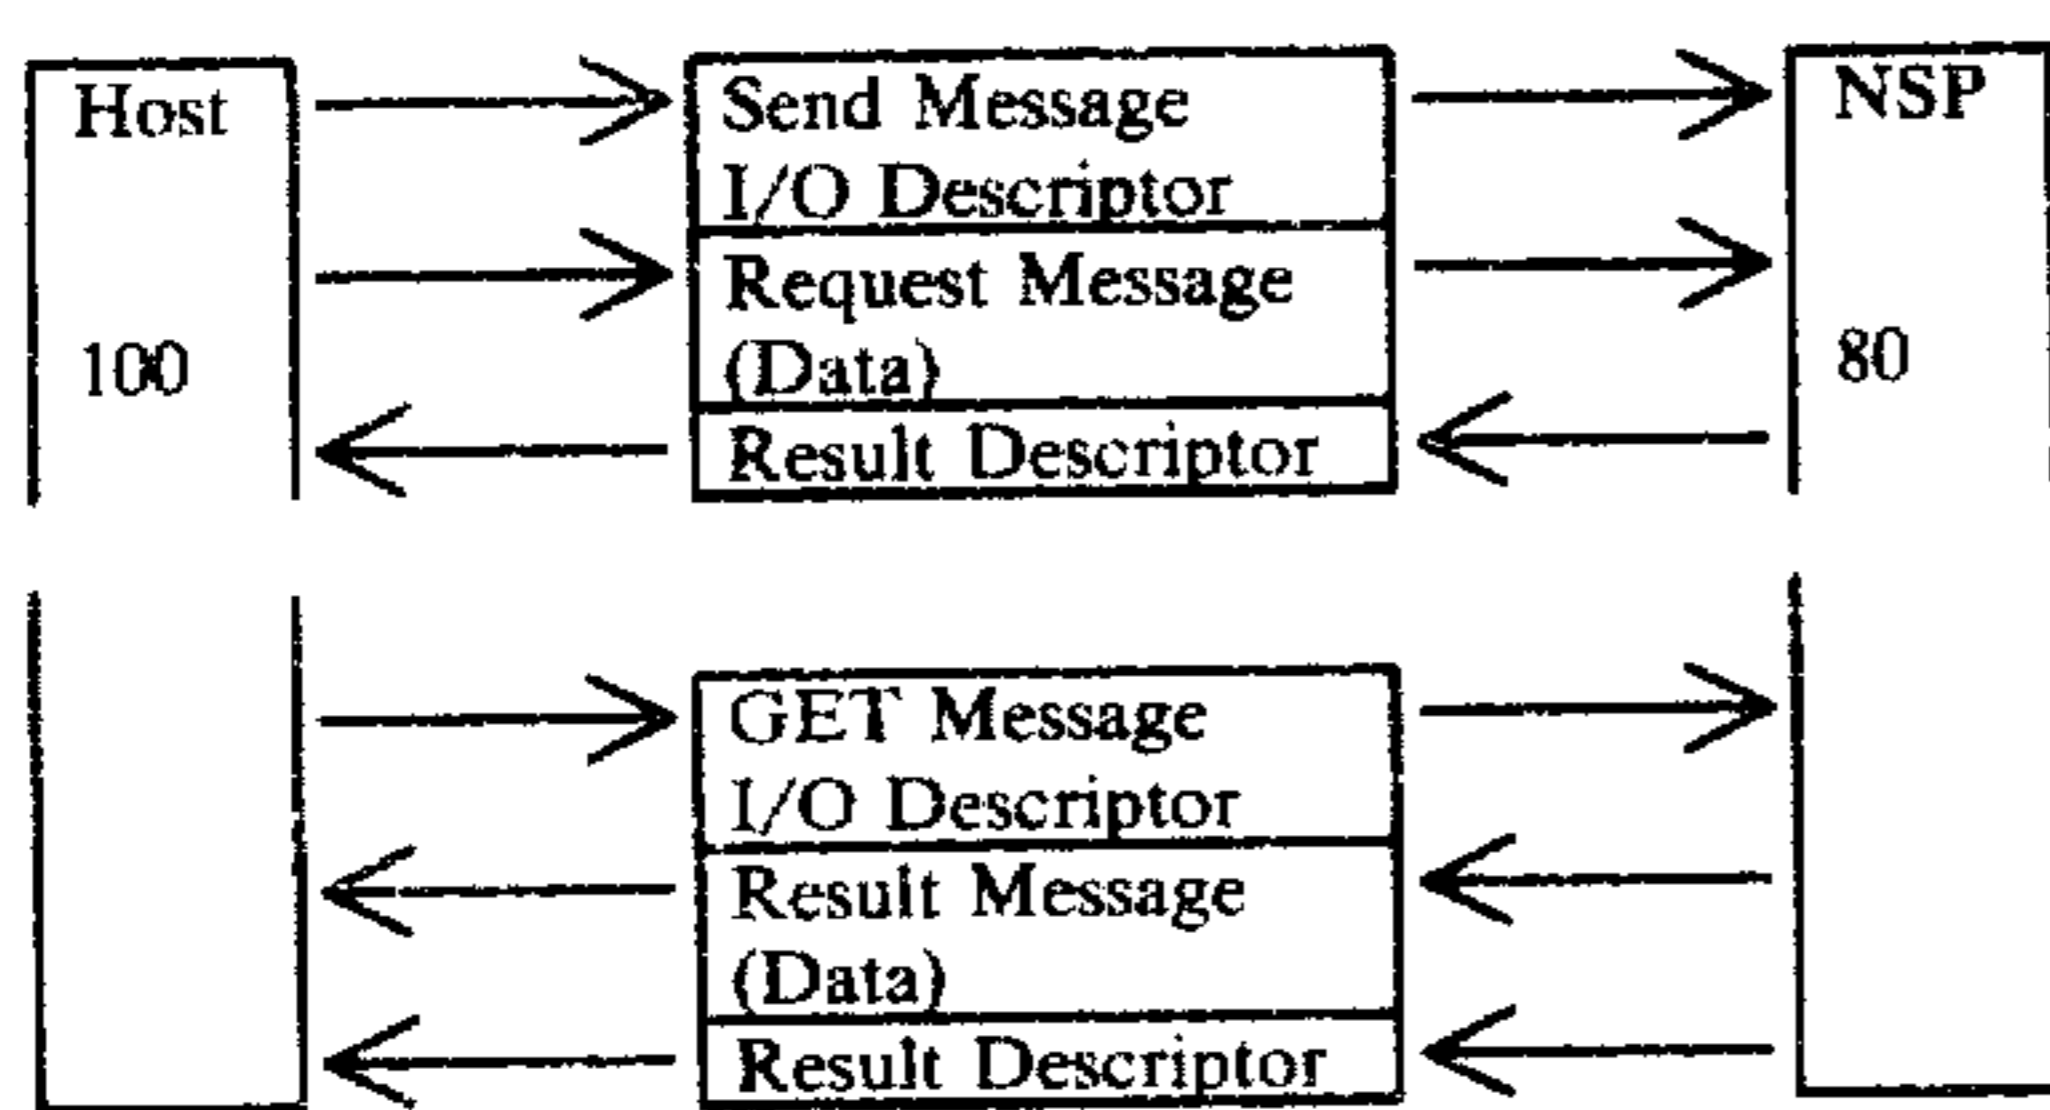 Host
100
Send Message
I/O Descriptor
Request Message
(Data)
Result Descriptor
NSP
80
GET Message
I/O Descriptor
Result Message
(Data)
Result Descriptor